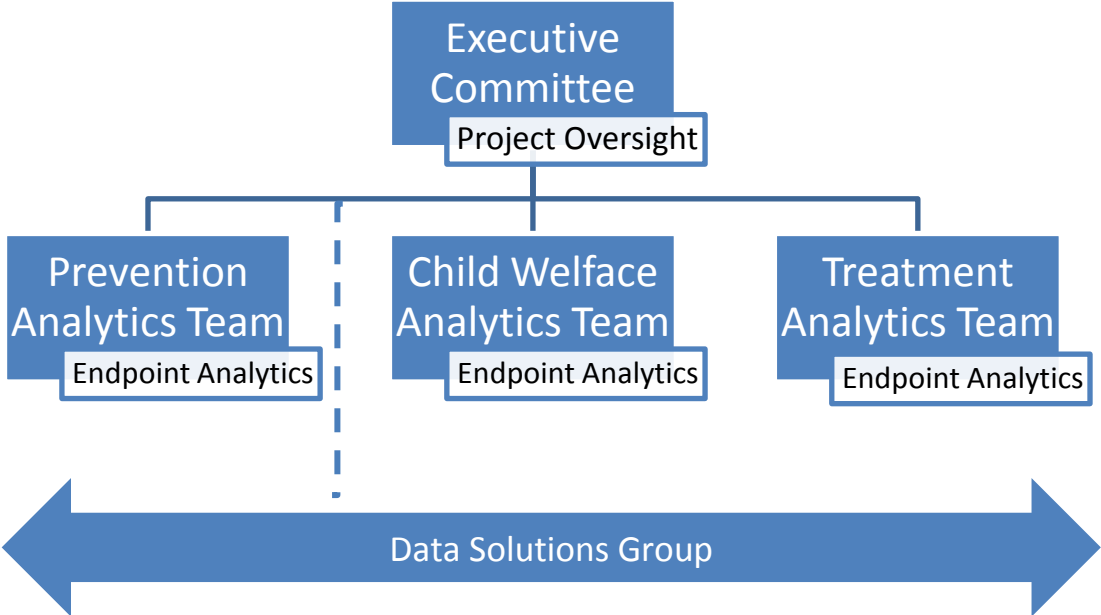 Executive
Committee
Project Oversight
Prevention
Analytics Team
Endpoint Analytics
Child Welface
Analytics Team
Endpoint Analytics
Treatment
Analytics Team
Endpoint Analytics
Data Solutions Group